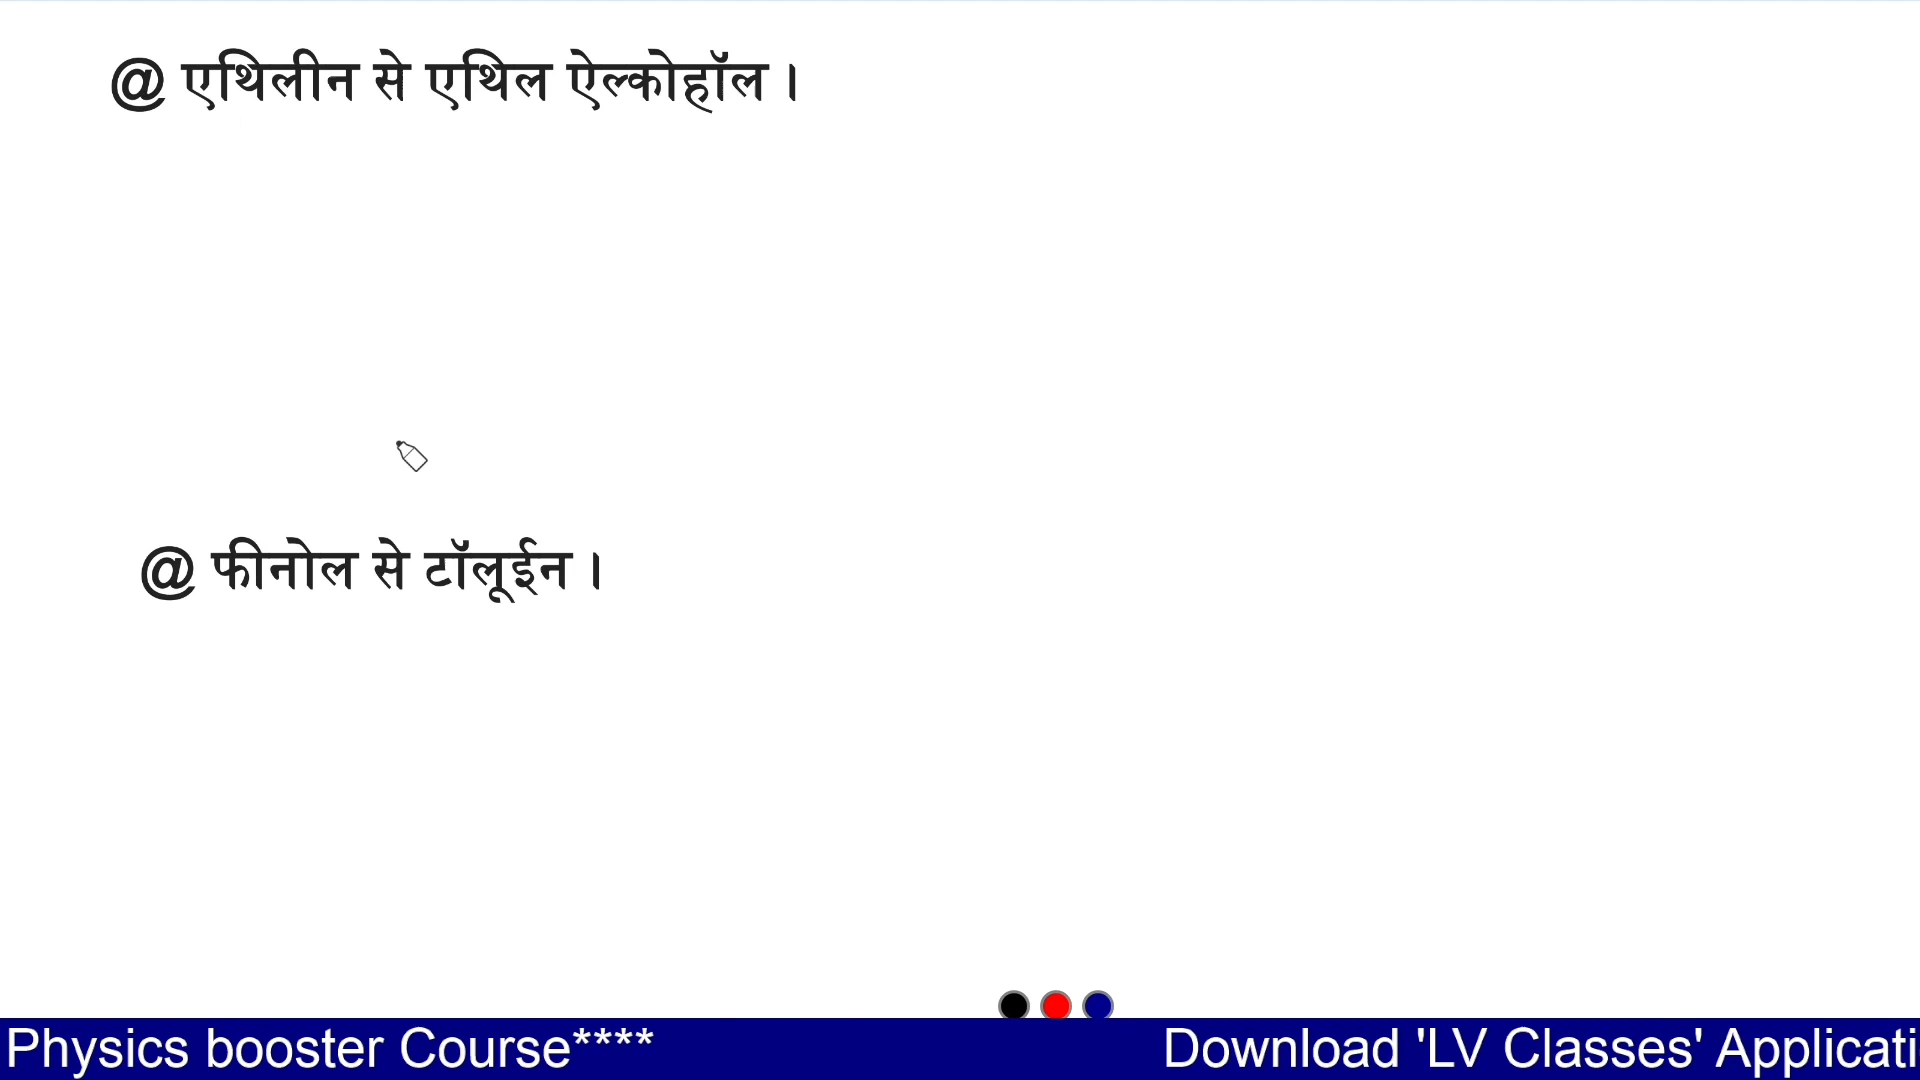 @ एथिलीन से एथिल ऐल्कोहॉल ।
@ फीनोल से टॉलूईन ।
Physics booster Course**** Download 'LV Classes' Applicati